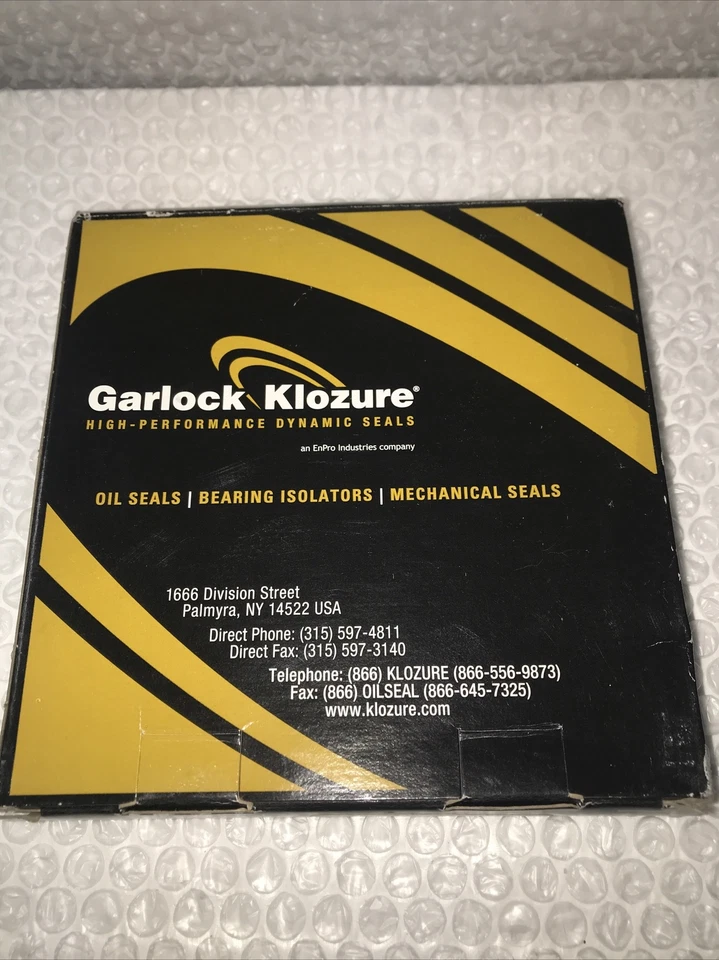 Garlock Klozure®
HIGH-PERFORMANCE DYNAMIC SEALS
an EnPro Industries company
OIL SEALS | BEARING ISOLATORS | MECHANICAL SEALS
1666 Division Street
Palmyra, NY 14522 USA
Direct Phone: (315) 597-4811
Direct Fax: (315) 597-3140
Telephone: (866) KLOZURE (866-556-9873)
Fax: (866) OILSEAL (866-645-7325)
www.klozure.com